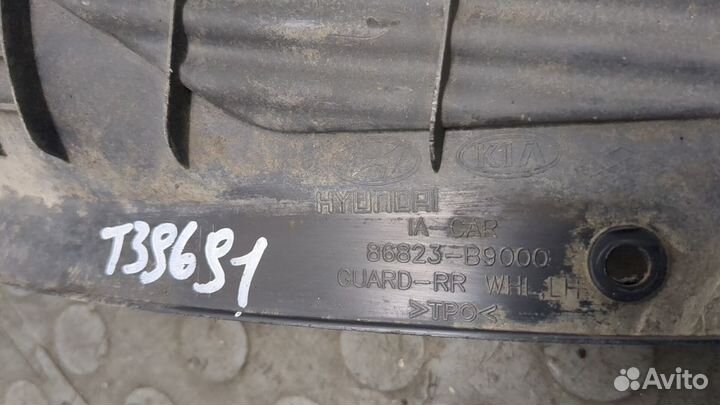 KIA
HYUNDAI
IA-CAR
86823-B9000
GUARD-RR WHL LH
>TPO<
T39691
Avito